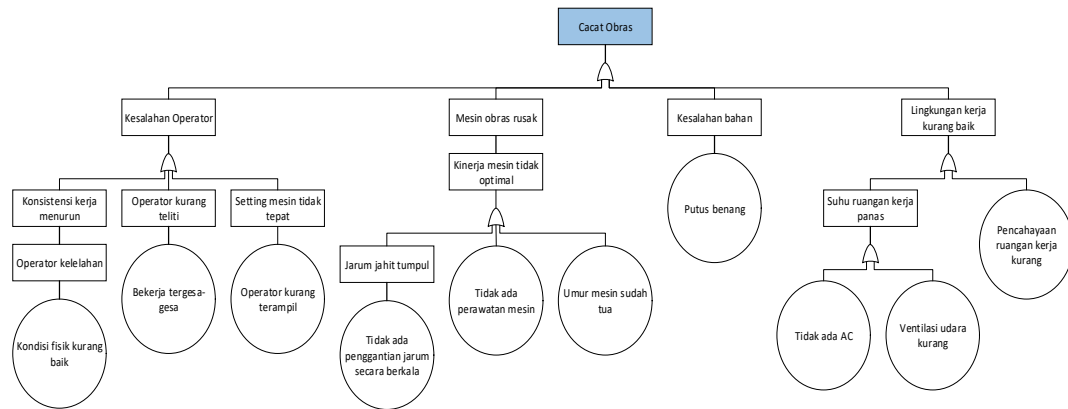 Cacat Obras
Kesalahan Operator
Mesin obras rusak
Kesalahan bahan
Lingkungan kerja
kurang baik
Kinerja mesin tidak
optimal
Konsistensi kerja
menurun
Operator kurang
teliti
Setting mesin tidak
tepat
Putus benang
Suhu ruangan kerja
panas
Pencahayaan
ruangan kerja
kurang
Operator kelelahan
Bekerja tergesa-
gesa
Operator kurang
terampil
Jarum jahit tumpul
Tidak ada
perawatan mesin
Umur mesin sudah
tua
Kondisi fisik kurang
baik
Tidak ada
penggantian jarum
secara berkala
Tidak ada AC
Ventilasi udara
kurang